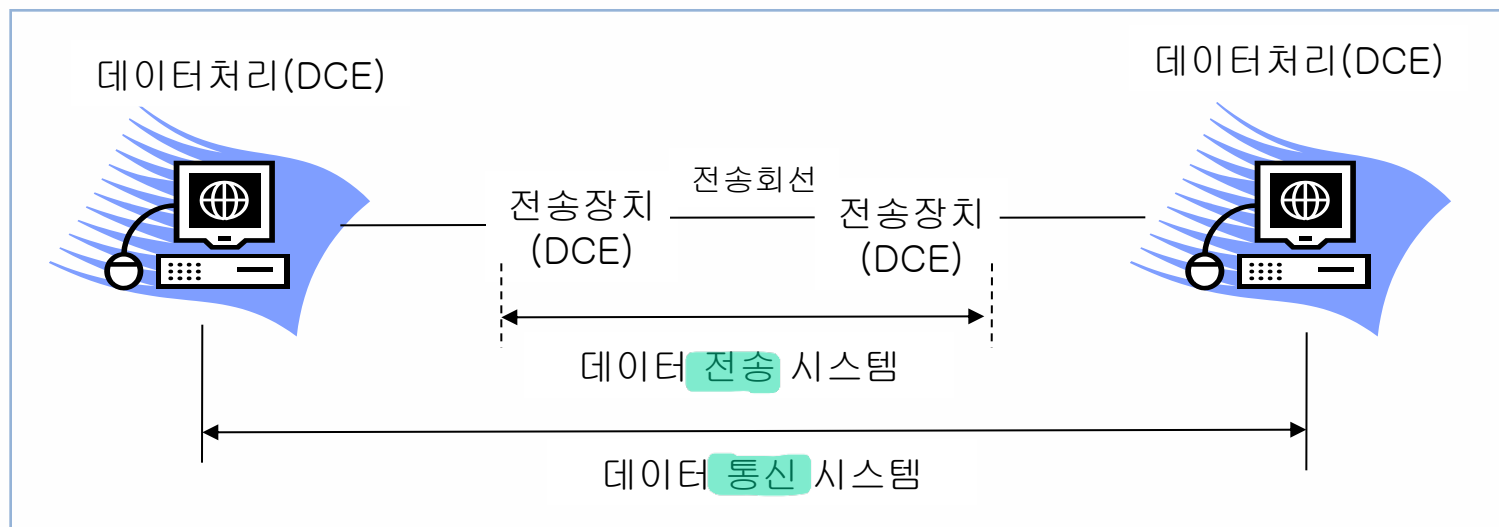 데이터처리(DCE)
데이터처리(DCE)
전송회선
전송장치
(DCE)
전송장치
(DCE)
데이터 전송 시스템
데이터 통신 시스템